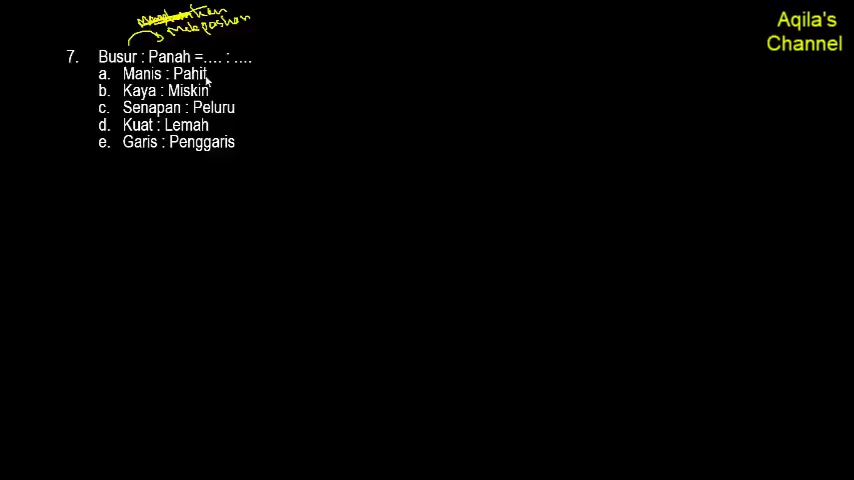 Aqila's
Channel
melepaskan
7. Busur : Panah =.... : ....
a. Manis : Pahit
b. Kaya : Miskin
c. Senapan : Peluru
d. Kuat : Lemah
e. Garis : Penggaris